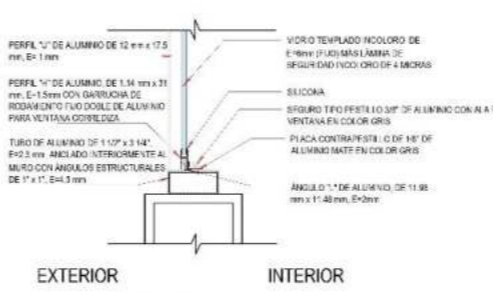 PERFIL "U" DE ALUMINIO DE 12 mm x 17.5
mm, E= 1 mm
PERFIL "H" DE ALUMINIO, DE 1.14 mm x 31
mm, E=1.5mm CON GARRUCHA DE
RODAMIENTO FIJO DOBLE DE ALUMINIO
PARA VENTANA CORREDIZA
TUBO DE ALUMINIO DE 1 1/2" x 3 1/4",
E=2.3 mm ANCLADO INTERIORMENTE AL
MURO CON ÁNGULOS ESTRUCTURALES
DE 1" x 1", E=4.3 mm
VIDRIO TEMPLADO INCOLORO DE
E=6mm (FIJO) MÁS LÁMINA DE
SEGURIDAD INCOLORO DE 4 MICRAS
SILICONA
SEGURO TIPO PESTILLO 3/8" DE ALUMINIO CON
VENTANA EN COLOR GRIS
PLACA CONTRAPESTILLO DE DE
ALUMINIO MATE EN COLOR GRIS
ÁNGULO "L" DE ALUMINIO, DE 11.98
mm x 11.48 mm, E=2mm
EXTERIOR
INTERIOR